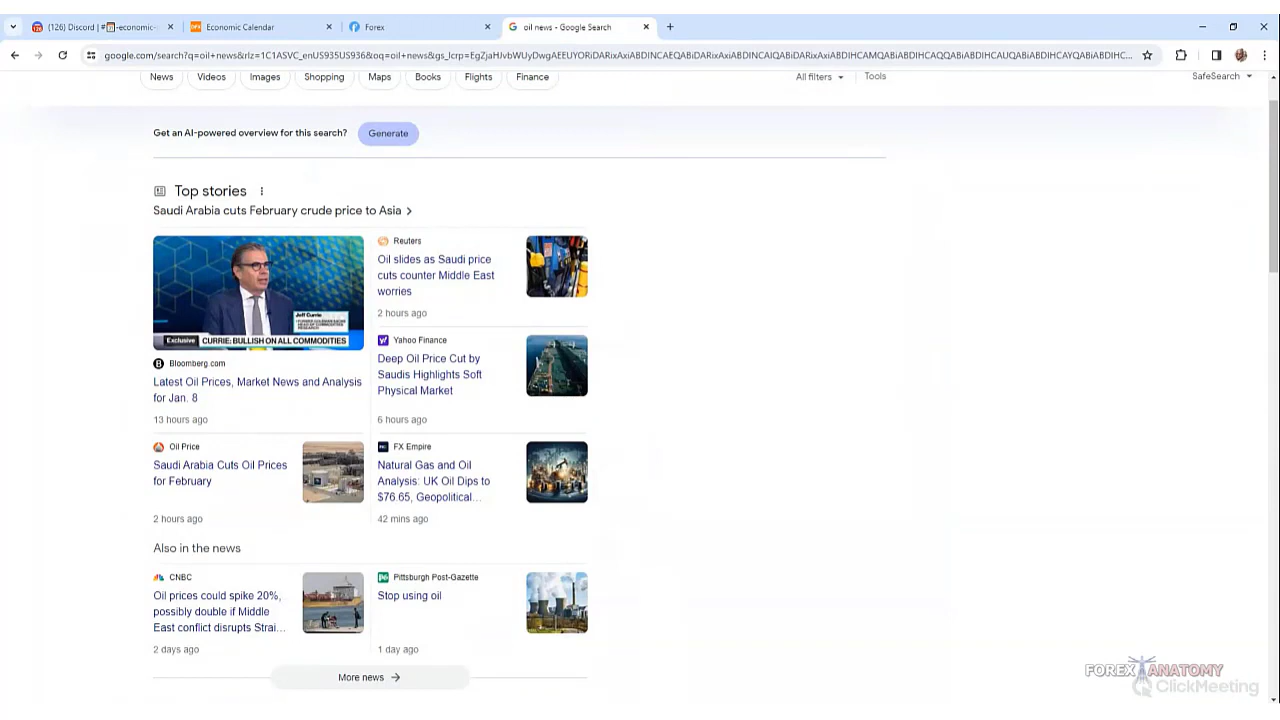 (126) Discord | #
-economic-
Economic Calendar
Forex
oil news - Google Search
google.com/search?q=oil+news&rlz=1C1ASVC_enUS935US936&oq=oil+news&gs_lcrp=EgZjaHJvbWUyDwgAEEUYORiDARixAxiABDINCAEQABiDARixAxiABDINCAIQABiDARixAxiABDIHCAMQABiABDIHCAQQABiABDIHCAUQABiABDIHCAYQABiABDIHC...
News
Videos
Images
Shopping
Maps
Books
Flights
Finance
All filters
Tools
SafeSearch
Get an AI-powered overview for this search?
Generate
Top stories
Saudi Arabia cuts February crude price to Asia
Jeff Currie
Exclusive
CURRIE: BULLISH ON ALL COMMODITIES
Bloomberg.com
Latest Oil Prices, Market News and Analysis
for Jan. 8
13 hours ago
Reuters
Oil slides as Saudi price
cuts counter Middle East
worries
2 hours ago
Yahoo Finance
Deep Oil Price Cut by
Saudis Highlights Soft
Physical Market
6 hours ago
Oil Price
Saudi Arabia Cuts Oil Prices
for February
2 hours ago
FX Empire
Natural Gas and Oil
Analysis: UK Oil Dips to
$76.65, Geopolitical...
42 mins ago
Also in the news
CNBC
Oil prices could spike 20%,
possibly double if Middle
East conflict disrupts Strai...
2 days ago
Pittsburgh Post-Gazette
Stop using oil
1 day ago
More news
FOREX ANATOMY
ClickMeeting